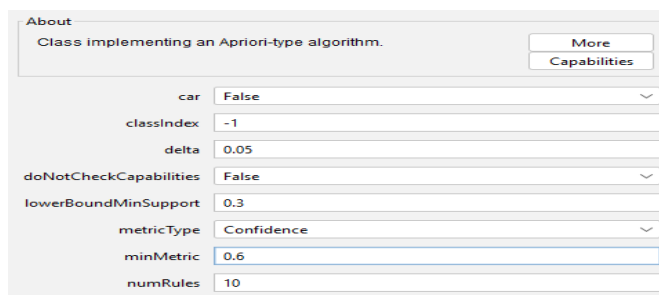 About
Class implementing an Apriori-type algorithm.
More
Capabilities
car False
classIndex -1
delta 0.05
doNotCheckCapabilities False
lowerBoundMinSupport 0.3
metricType Confidence
minMetric 0.6
numRules 10